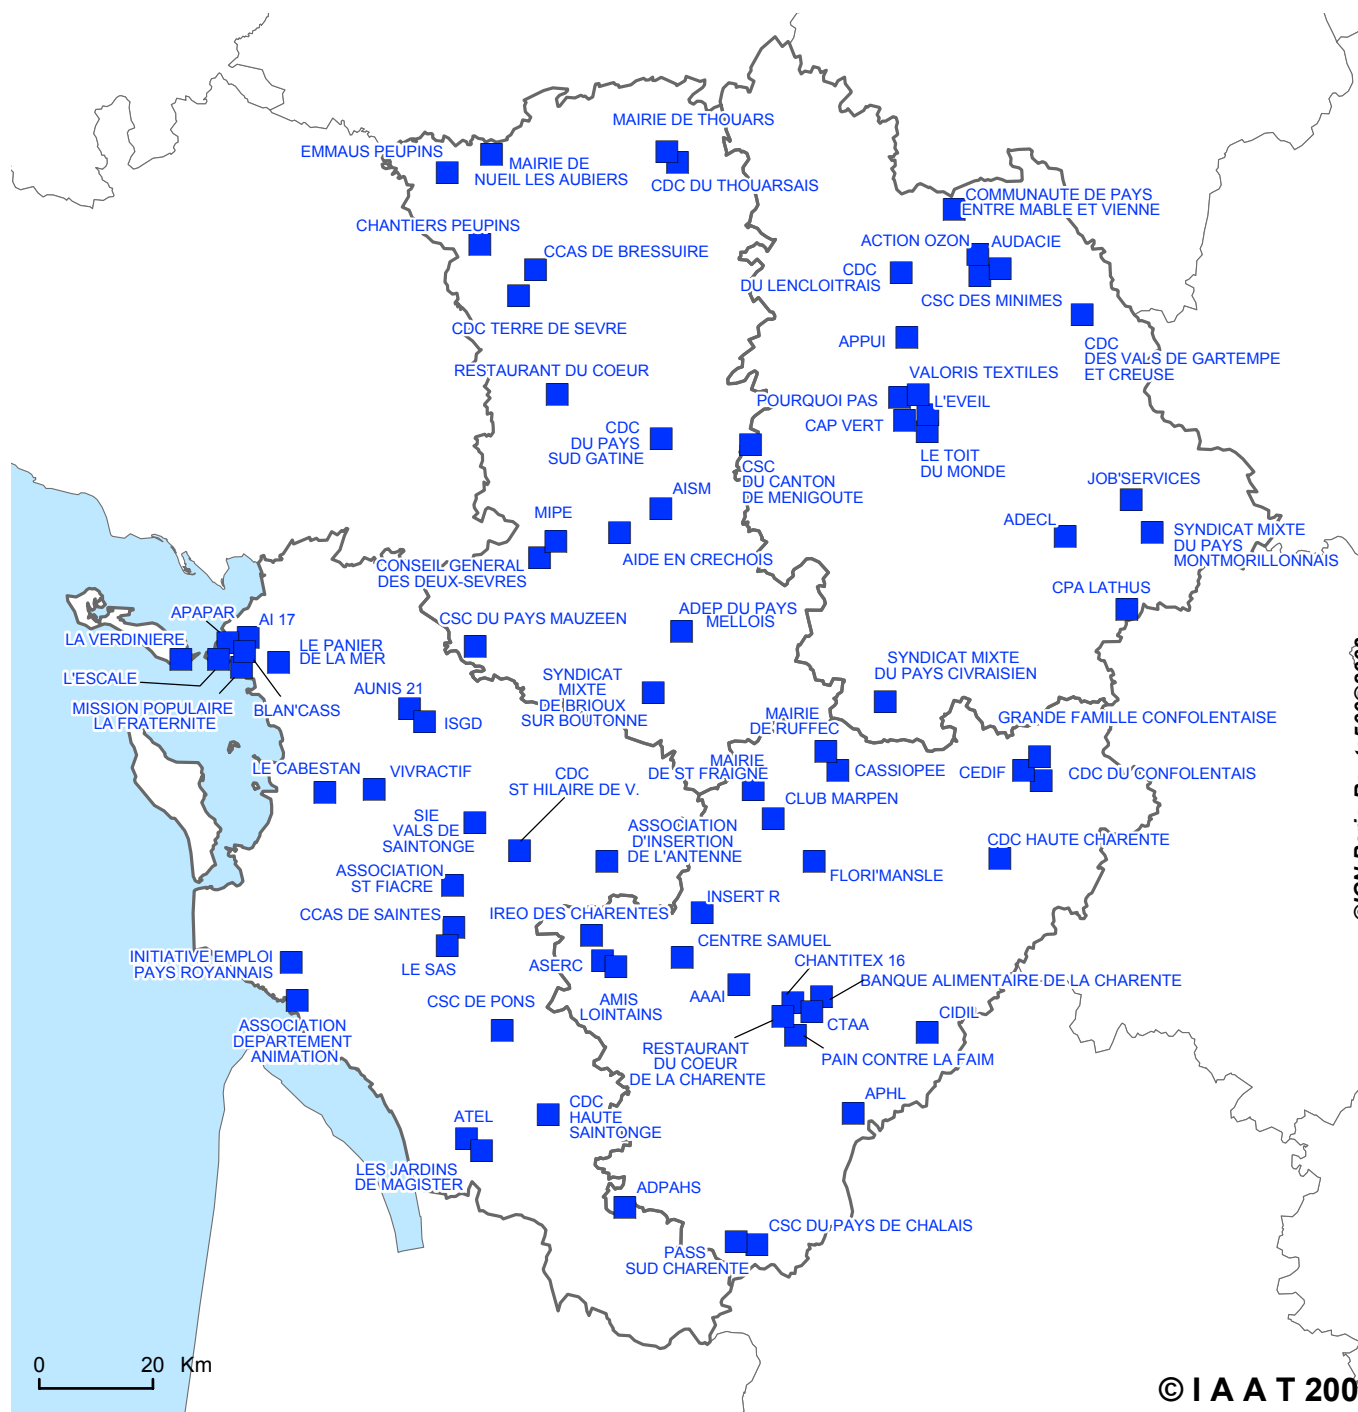 MAIRIE DE THOUARS
EMMAUS PEUPINS
MAIRIE DE
NUEIL LES AUBIERS
CDC DU THOUARSAIS
COMMUNAUTE DE PAYS
ENTRE MABLE ET VIENNE
CHANTIERS PEUPINS
CCAS DE BRESSUIRE
ACTION OZON
AUDACIE
CDC
DU LENCLOITRAIS
CSC DES MINIMES
CDC TERRE DE SEVRE
APPUI
CDC
DES VALS DE GARTEMPE
ET CREUSE
RESTAURANT DU COEUR
VALORIS TEXTILES
POURQUOI PAS
L'EVEIL
CAP VERT
CDC
DU PAYS
SUD GATINE
LE TOIT
DU MONDE
CSC
DU CANTON
DE MENIGOUTE
JOB'SERVICES
AISM
MIPE
ADECL
SYNDICAT MIXTE
DU PAYS
MONTMORILLONNAIS
AIDE EN CRECHOIS
CONSEIL GENERAL
DES DEUX-SEVRES
CPA LATHUS
APAPAR
AI 17
CSC DU PAYS MAUZEEN
ADEP DU PAYS
MELLOIS
LA VERDINIERE
LE PANIER
DE LA MER
L'ESCALE
SYNDICAT MIXTE
DU PAYS CIVRAISIEN
SYNDICAT
MIXTE
DE BRIOUX
SUR BOUTONNE
AUNIS 21
MISSION POPULAIRE
LA FRATERNITE
BLAN'CASS
ISGD
MAIRIE
DE RUFFEC
GRANDE FAMILLE CONFOLENTAISE
LE CABESTAN
VIVRACTIF
CDC
ST HILAIRE DE V.
MAIRIE
DE ST FRAIGNE
CASSIOPEE
CEDIF
CDC DU CONFOLENTAIS
CLUB MARPEN
SIE
VALS DE
SAINTONGE
ASSOCIATION
D'INSERTION
DE L'ANTENNE
CDC HAUTE CHARENTE
ASSOCIATION
ST FIACRE
FLORI'MANSLE
INSERT R
CCAS DE SAINTES
IREO DES CHARENTES
LE SAS
CENTRE SAMUEL
INITIATIVE EMPLOI
PAYS ROYANNAIS
ASERC
CHANTITEX 16
BANQUE ALIMENTAIRE DE LA CHARENTE
AMIS
LOINTAINS
AAAI
CSC DE PONS
CTAA
CIDIL
ASSOCIATION
DEPARTEMENT
ANIMATION
RESTAURANT
DU COEUR
DE LA CHARENTE
PAIN CONTRE LA FAIM
APHL
CDC
HAUTE
SAINTONGE
ATEL
LES JARDINS
DE MAGISTER
ADPAHS
CSC DU PAYS DE CHALAIS
PASS
SUD CHARENTE
0 20 Km
© I A A T 200